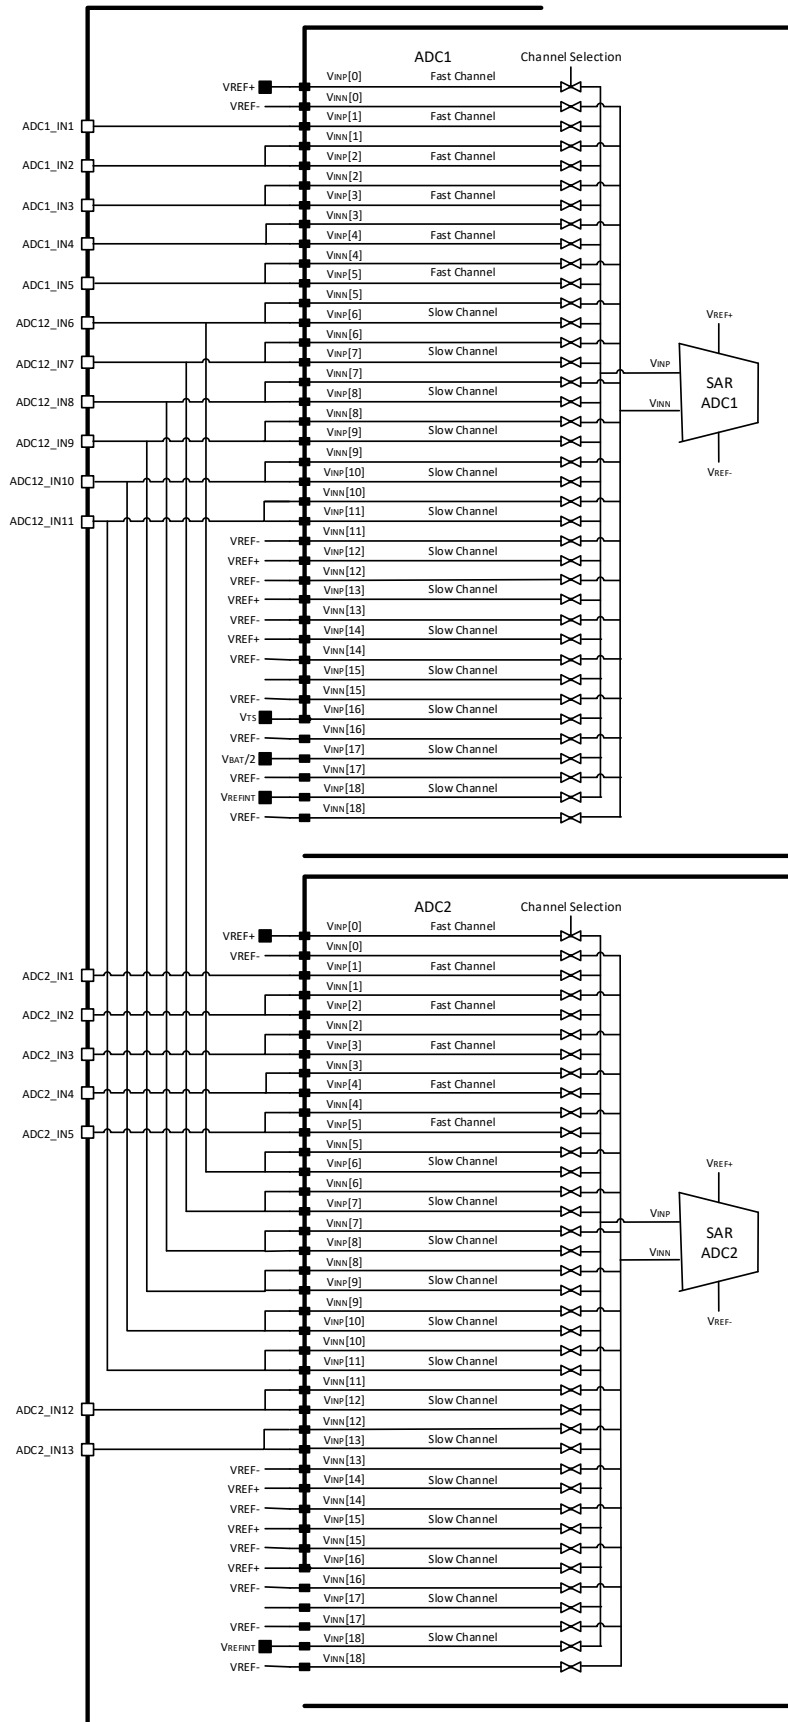 ADC1 Channel Selection
VINP[0] Fast Channel
VREF+
VINN[0]
VREF-
VINP[1] Fast Channel
ADC1_IN1
VINN[1]
VINP[2] Fast Channel
ADC1_IN2
VINN[2]
VINP[3] Fast Channel
ADC1_IN3
VINN[3]
VINP[4] Fast Channel
ADC1_IN4
VINN[4]
VINP[5] Fast Channel
ADC1_IN5
VINN[5]
VINP[6] Slow Channel
ADC12_IN6
VREF+
VINN[6]
VINP[7] Slow Channel
ADC12_IN7
VINP
VINN[7]
SAR
ADC1
VINP[8] Slow Channel
ADC12_IN8
VINN
VINN[8]
VINP[9] Slow Channel
ADC12_IN9
VINN[9]
VREF-
VINP[10] Slow Channel
ADC12_IN10
VINN[10]
VINP[11] Slow Channel
ADC12_IN11
VINN[11]
VREF-
VINP[12] Slow Channel
VREF+
VINN[12]
VREF-
VINP[13] Slow Channel
VREF+
VINN[13]
VREF-
VINP[14] Slow Channel
VREF+
VINN[14]
VREF-
VINP[15] Slow Channel
VINN[15]
VREF-
VINP[16] Slow Channel
VTS
VINN[16]
VREF-
VINP[17] Slow Channel
VBAT/2
VINN[17]
VREF-
VINP[18] Slow Channel
VREFINT
VINN[18]
VREF-
ADC2 Channel Selection
VINP[0] Fast Channel
VREF+
VINN[0]
VREF-
VINP[1] Fast Channel
ADC2_IN1
VINN[1]
VINP[2] Fast Channel
ADC2_IN2
VINN[2]
VINP[3] Fast Channel
ADC2_IN3
VINN[3]
VINP[4] Fast Channel
ADC2_IN4
VINN[4]
VINP[5] Fast Channel
ADC2_IN5
VINN[5]
VINP[6] Slow Channel
VREF+
VINN[6]
VINP[7] Slow Channel
VINP
VINN[7]
SAR
ADC2
VINP[8] Slow Channel
VINN
VINN[8]
VINP[9] Slow Channel
VINN[9]
VREF-
VINP[10] Slow Channel
VINN[10]
VINP[11] Slow Channel
VINN[11]
VINP[12] Slow Channel
ADC2_IN12
VINN[12]
VINP[13] Slow Channel
ADC2_IN13
VINN[13]
VREF-
VINP[14] Slow Channel
VREF+
VINN[14]
VREF-
VINP[15] Slow Channel
VREF+
VINN[15]
VREF-
VINP[16] Slow Channel
VREF+
VINN[16]
VREF-
VINP[17] Slow Channel
VINN[17]
VREF-
VINP[18] Slow Channel
VREFINT
VINN[18]
VREF-